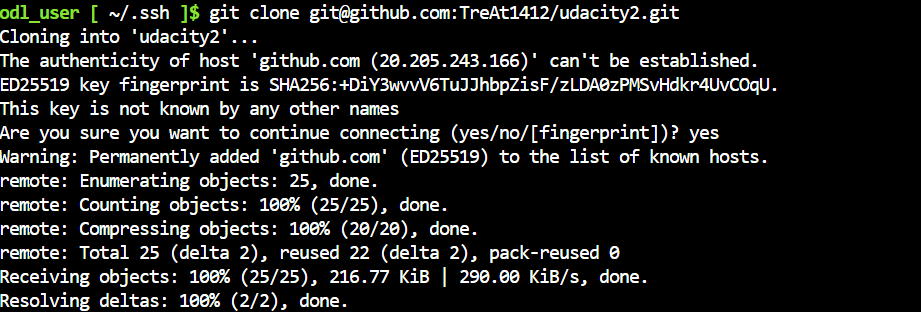 odl_user [ ~/.ssh ]$ git clone git@github.com:TreAt1412/udacity2.git
Cloning into 'udacity2'...
The authenticity of host 'github.com (20.205.243.166)' can't be established.
ED25519 key fingerprint is SHA256:+DiY3wvvV6TuJJhbpZisF/zLDA0zPMSvHdkr4UvCOqU.
This key is not known by any other names
Are you sure you want to continue connecting (yes/no/[fingerprint])? yes
Warning: Permanently added 'github.com' (ED25519) to the list of known hosts.
remote: Enumerating objects: 25, done.
remote: Counting objects: 100% (25/25), done.
remote: Compressing objects: 100% (20/20), done.
remote: Total 25 (delta 2), reused 22 (delta 2), pack-reused 0
Receiving objects: 100% (25/25), 216.77 KiB | 290.00 KiB/s, done.
Resolving deltas: 100% (2/2), done.